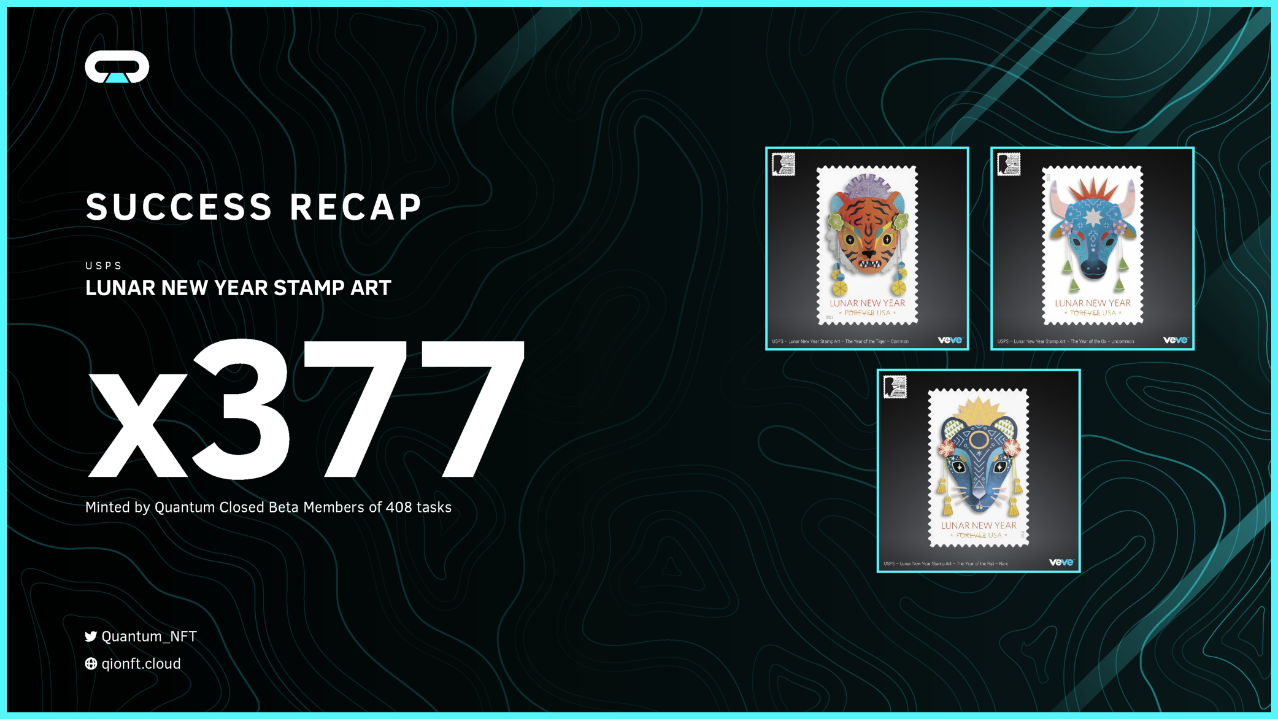 SUCCESS RECAP
USPS
LUNAR NEW YEAR STAMP ART
x377
Minted by Quantum Closed Beta Members of 408 tasks
Quantum_NFT
qionft.cloud
LUNAR NEW YEAR
• FOREVER USA •
USPS - Lunar New Year Stamp Art - The Year of the Tiger - Common
veve
LUNAR NEW YEAR
• FOREVER USA •
USPS - Lunar New Year Stamp Art - The Year of the Ox - Uncommon
veve
LUNAR NEW YEAR
• FOREVER USA •
USPS - Lunar New Year Stamp Art - The Year of the Rat - Rare
veve